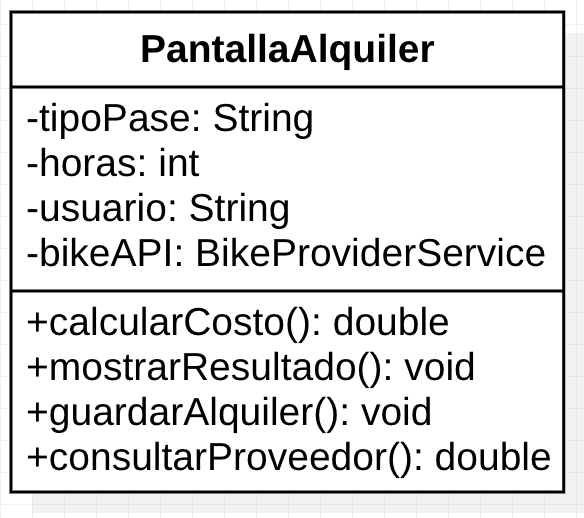 PantallaAlquiler
-tipoPase: String
-horas: int
-usuario: String
-bikeAPI: BikeProviderService
+calcularCosto(): double
+mostrarResultado(): void
+guardarAlquiler(): void
+consultarProveedor(): double